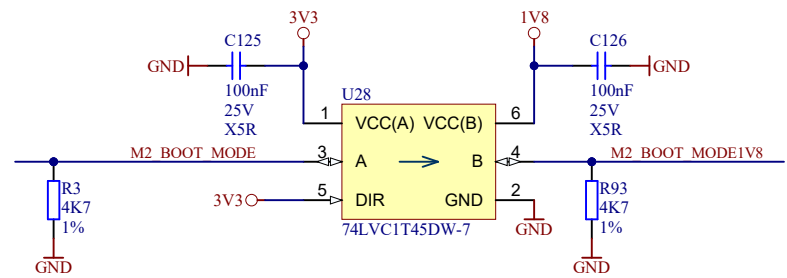 3V3
1V8
C125
C126
GND
GND
100nF
25V
X5R
100nF
25V
X5R
U28
1
VCC(A)
VCC(B)
6
M2_BOOT_MODE
3
A
B
4
M2_BOOT_MODE1V8
R3
4K7
1%
3V3
5
DIR
GND
2
R93
4K7
1%
74LVC1T45DW-7
GND
GND
GND